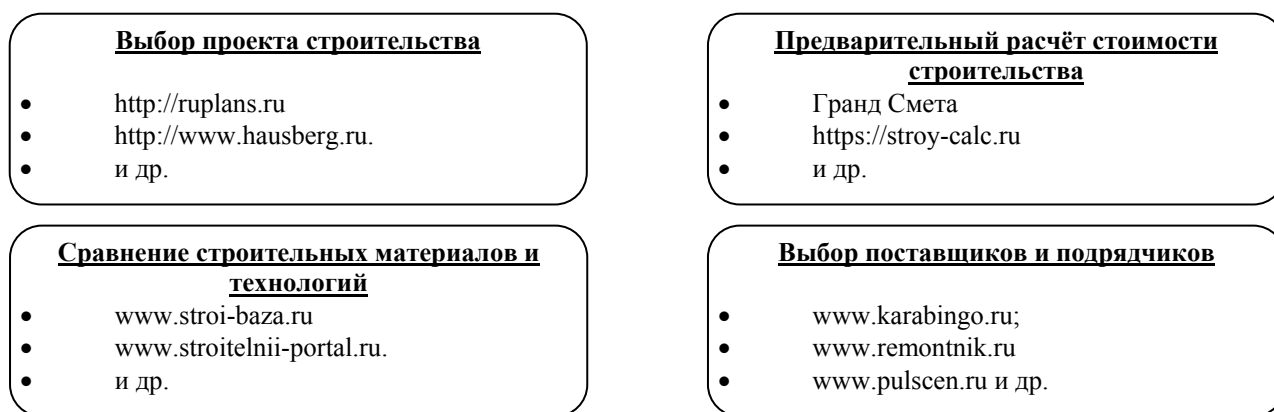 Выбор проекта строительства
• http://ruplans.ru
• http://www.hausberg.ru.
• и др.
Предварительный расчёт стоимости
строительства
• Гранд Смета
• https://stroy-calc.ru
• и др.
Сравнение строительных материалов и
технологий
• www.stroi-baza.ru
• www.stroitelnii-portal.ru.
• и др.
Выбор поставщиков и подрядчиков
• www.karabingo.ru;
• www.remontnik.ru
• www.pulscen.ru и др.